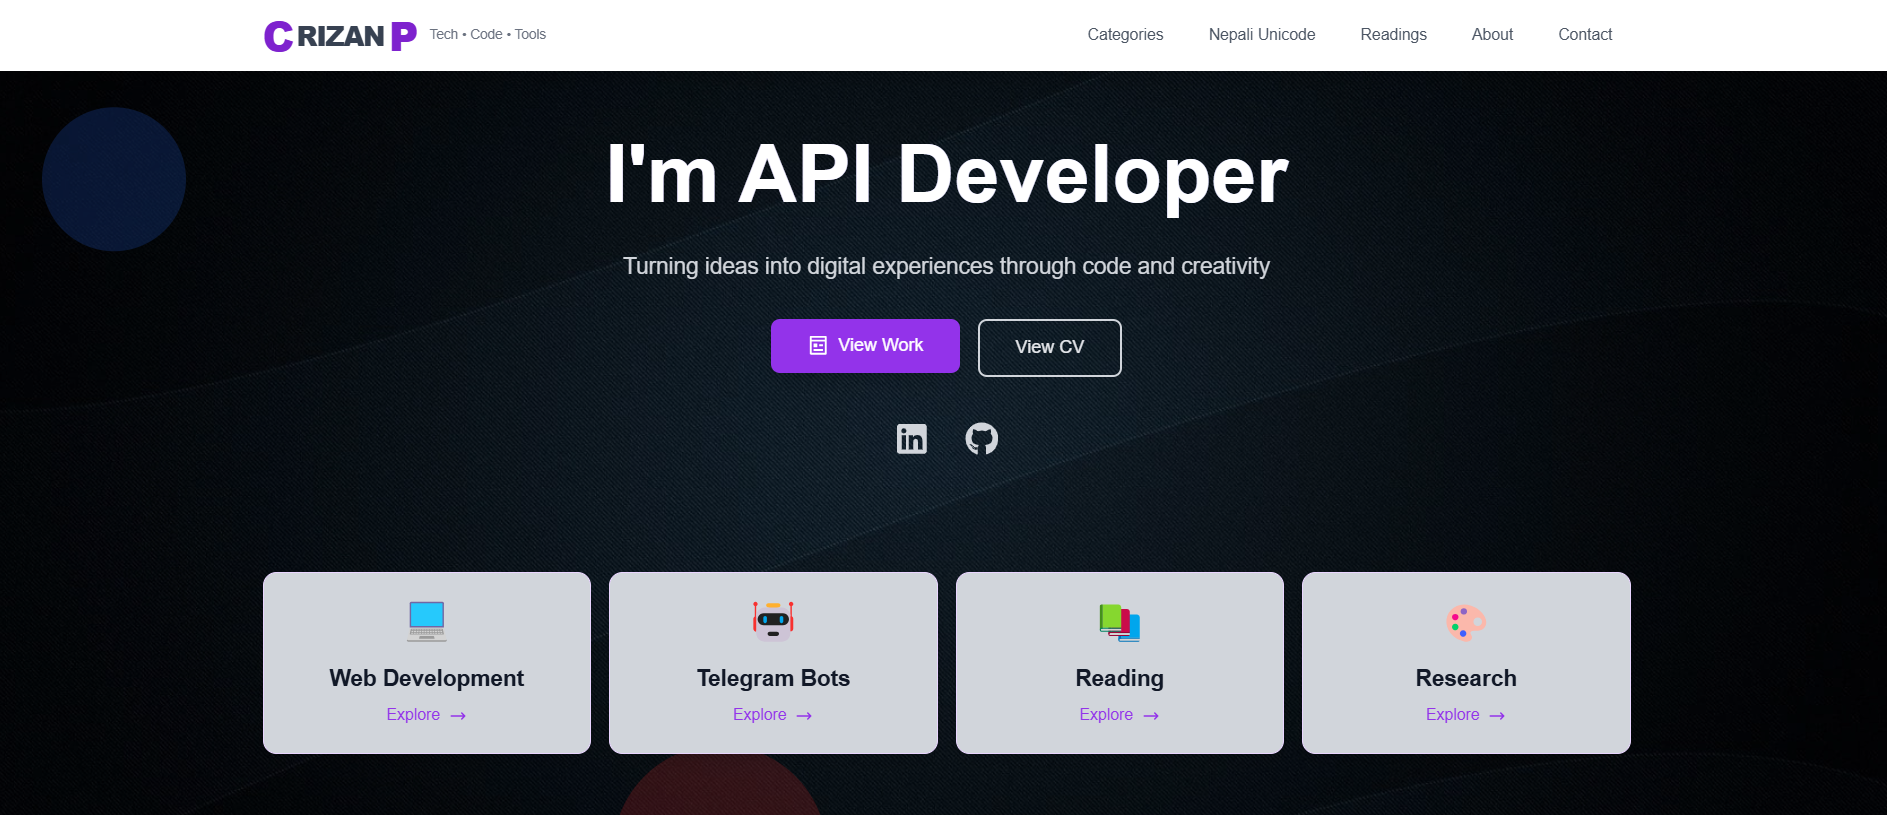 CRIZAN P
Tech • Code • Tools
Categories
Nepali Unicode
Readings
About
Contact
I'm API Developer
Turning ideas into digital experiences through code and creativity
View Work
View CV
in
Web Development
Explore →
Telegram Bots
Explore →
Reading
Explore →
Research
Explore →